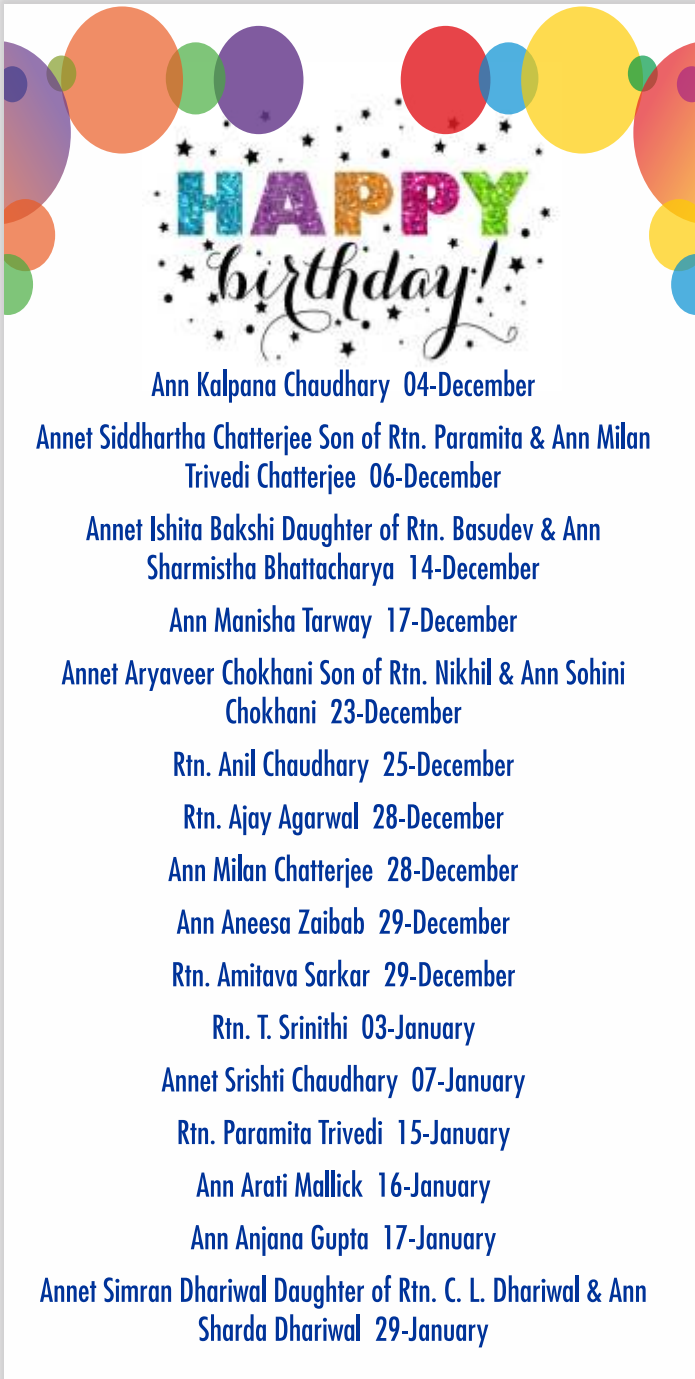 HAPPY
birthday!
Ann Kalpana Chaudhary 04-December
Annet Siddhartha Chatterjee Son of Rtn. Paramita & Ann Milan
Trivedi Chatterjee 06-December
Annet Ishita Bakshi Daughter of Rtn. Basudev & Ann
Sharmistha Bhattacharya 14-December
Ann Manisha Tarway 17-December
Annet Aryaveer Chokhani Son of Rtn. Nikhil & Ann Sohini
Chokhani 23-December
Rtn. Anil Chaudhary 25-December
Rtn. Ajay Agarwal 28-December
Ann Milan Chatterjee 28-December
Ann Aneesa Zaibab 29-December
Rtn. Amitava Sarkar 29-December
Rtn. T. Srinithi 03-January
Annet Srishti Chaudhary 07-January
Rtn. Paramita Trivedi 15-January
Ann Arati Mallick 16-January
Ann Anjana Gupta 17-January
Annet Simran Dhariwal Daughter of Rtn. C. L. Dhariwal & Ann
Sharda Dhariwal 29-January